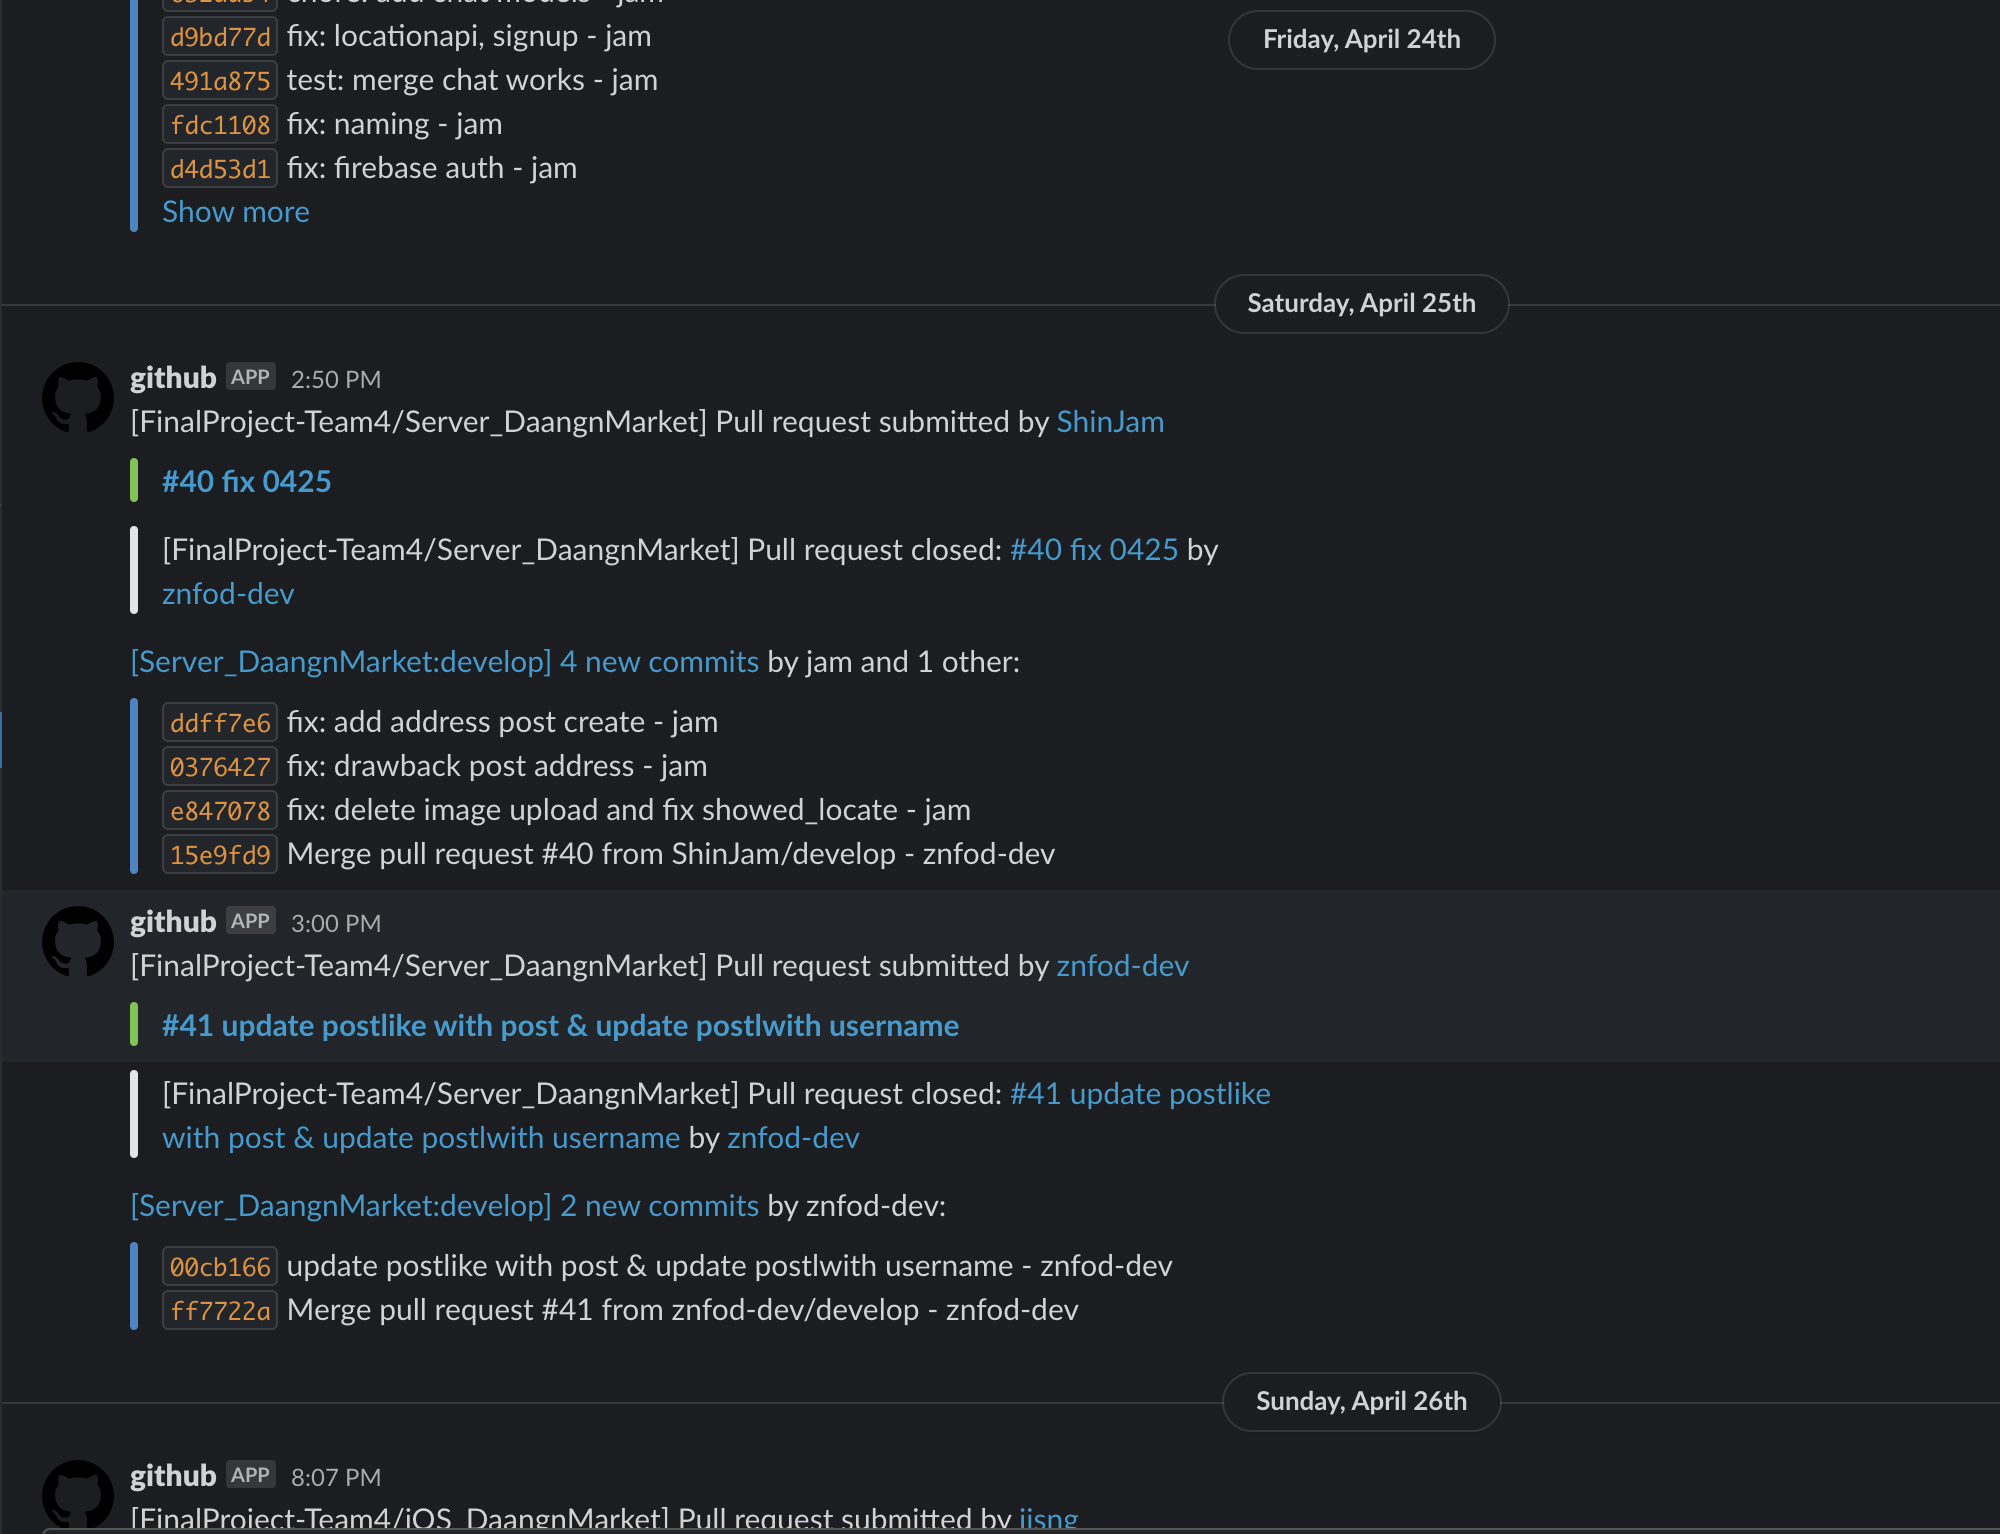 chore: add chat models - jam
d9bd77d fix: locationapi, signup - jam
Friday, April 24th
491a875 test: merge chat works - jam
fdc1108 fix: naming - jam
d4d53d1 fix: firebase auth - jam
Show more
Saturday, April 25th
github APP 2:50 PM
[FinalProject-Team4/Server_DaangnMarket] Pull request submitted by ShinJam
#40 fix 0425
[FinalProject-Team4/Server_DaangnMarket] Pull request closed: #40 fix 0425 by
znfod-dev
[Server_DaangnMarket:develop] 4 new commits by jam and 1 other:
ddff7e6 fix: add address post create - jam
0376427 fix: drawback post address - jam
e847078 fix: delete image upload and fix showed_locate - jam
15e9fd9 Merge pull request #40 from ShinJam/develop - znfod-dev
github APP 3:00 PM
[FinalProject-Team4/Server_DaangnMarket] Pull request submitted by znfod-dev
#41 update postlike with post & update postlwith username
[FinalProject-Team4/Server_DaangnMarket] Pull request closed: #41 update postlike
with post & update postlwith username by znfod-dev
[Server_DaangnMarket:develop] 2 new commits by znfod-dev:
00cb166 update postlike with post & update postlwith username - znfod-dev
ff7722a Merge pull request #41 from znfod-dev/develop - znfod-dev
Sunday, April 26th
github APP 8:07 PM
[FinalProject-Team4/iOS_DaangnMarket] Pull request submitted by